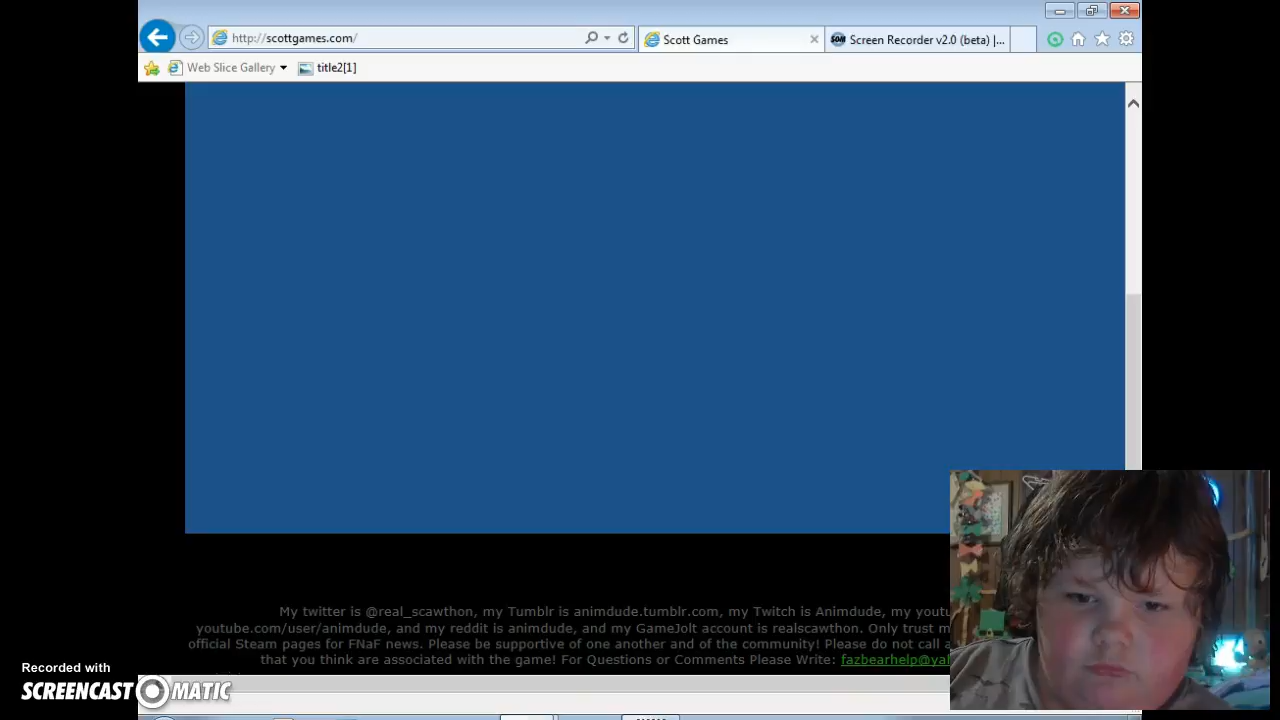 http://scottgames.com/
Scott Games
Screen Recorder v2.0 (beta) |...
Web Slice Gallery
title2[1]
My twitter is @real_scawthon, my Tumblr is animdude.tumblr.com, my Twitch is Animdude, my youtu
youtube.com/user/animdude, and my reddit is animdude, and my GameJolt account is realscawthon. Only trust m
official Steam pages for FNaF news. Please be supportive of one another and of the community! Please do not call a
that you think are associated with the game! For Questions or Comments Please Write: fazbearhelp@yah
Recorded with
SCREENCAST MATIC